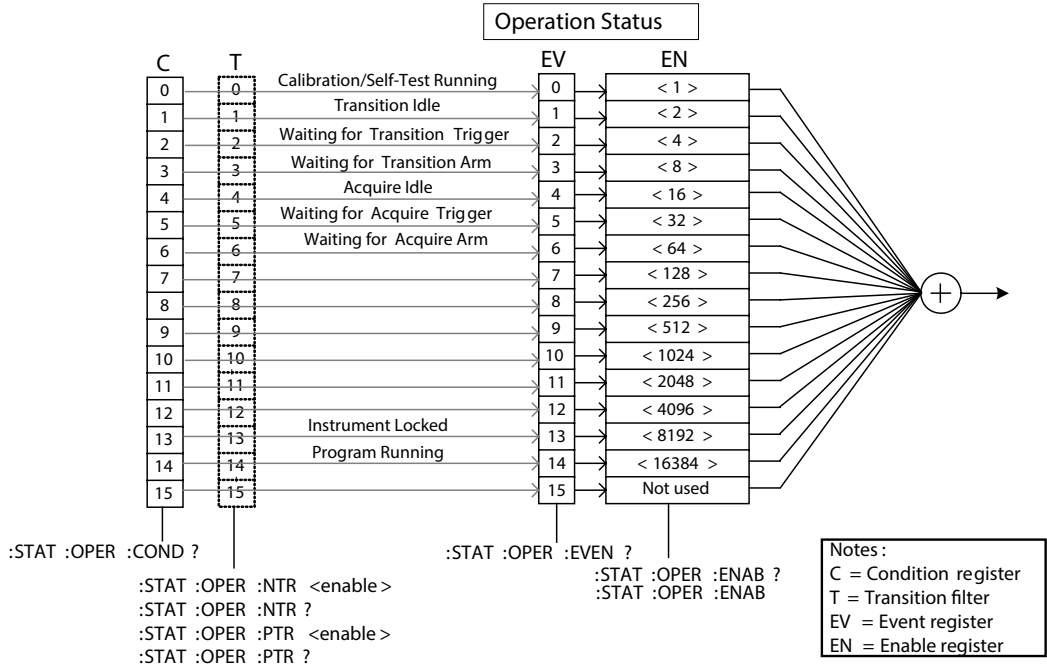 Operation Status
C T EV EN
0 0 Calibration/Self-Test Running 0 < 1 >
1 1 Transition Idle 1 < 2 >
2 2 Waiting for Transition Trigger 2 < 4 >
3 3 Waiting for Transition Arm 3 < 8 >
4 4 Acquire Idle 4 < 16 >
5 5 Waiting for Acquire Trigger 5 < 32 >
6 6 Waiting for Acquire Arm 6 < 64 >
7 7 7 < 128 >
8 8 8 < 256 >
9 9 9 < 512 >
10 10 10 < 1024 >
11 11 11 < 2048 >
12 12 12 < 4096 >
13 13 Instrument Locked 13 < 8192 >
14 14 Program Running 14 < 16384 >
15 15 15 Not used
:STAT :OPER :COND ?
:STAT :OPER :NTR <enable>
:STAT :OPER :NTR ?
:STAT :OPER :PTR <enable>
:STAT :OPER :PTR ?
:STAT :OPER :EVEN ?
:STAT :OPER :ENAB ?
:STAT :OPER :ENAB
Notes :
C = Condition register
T = Transition filter
EV = Event register
EN = Enable register